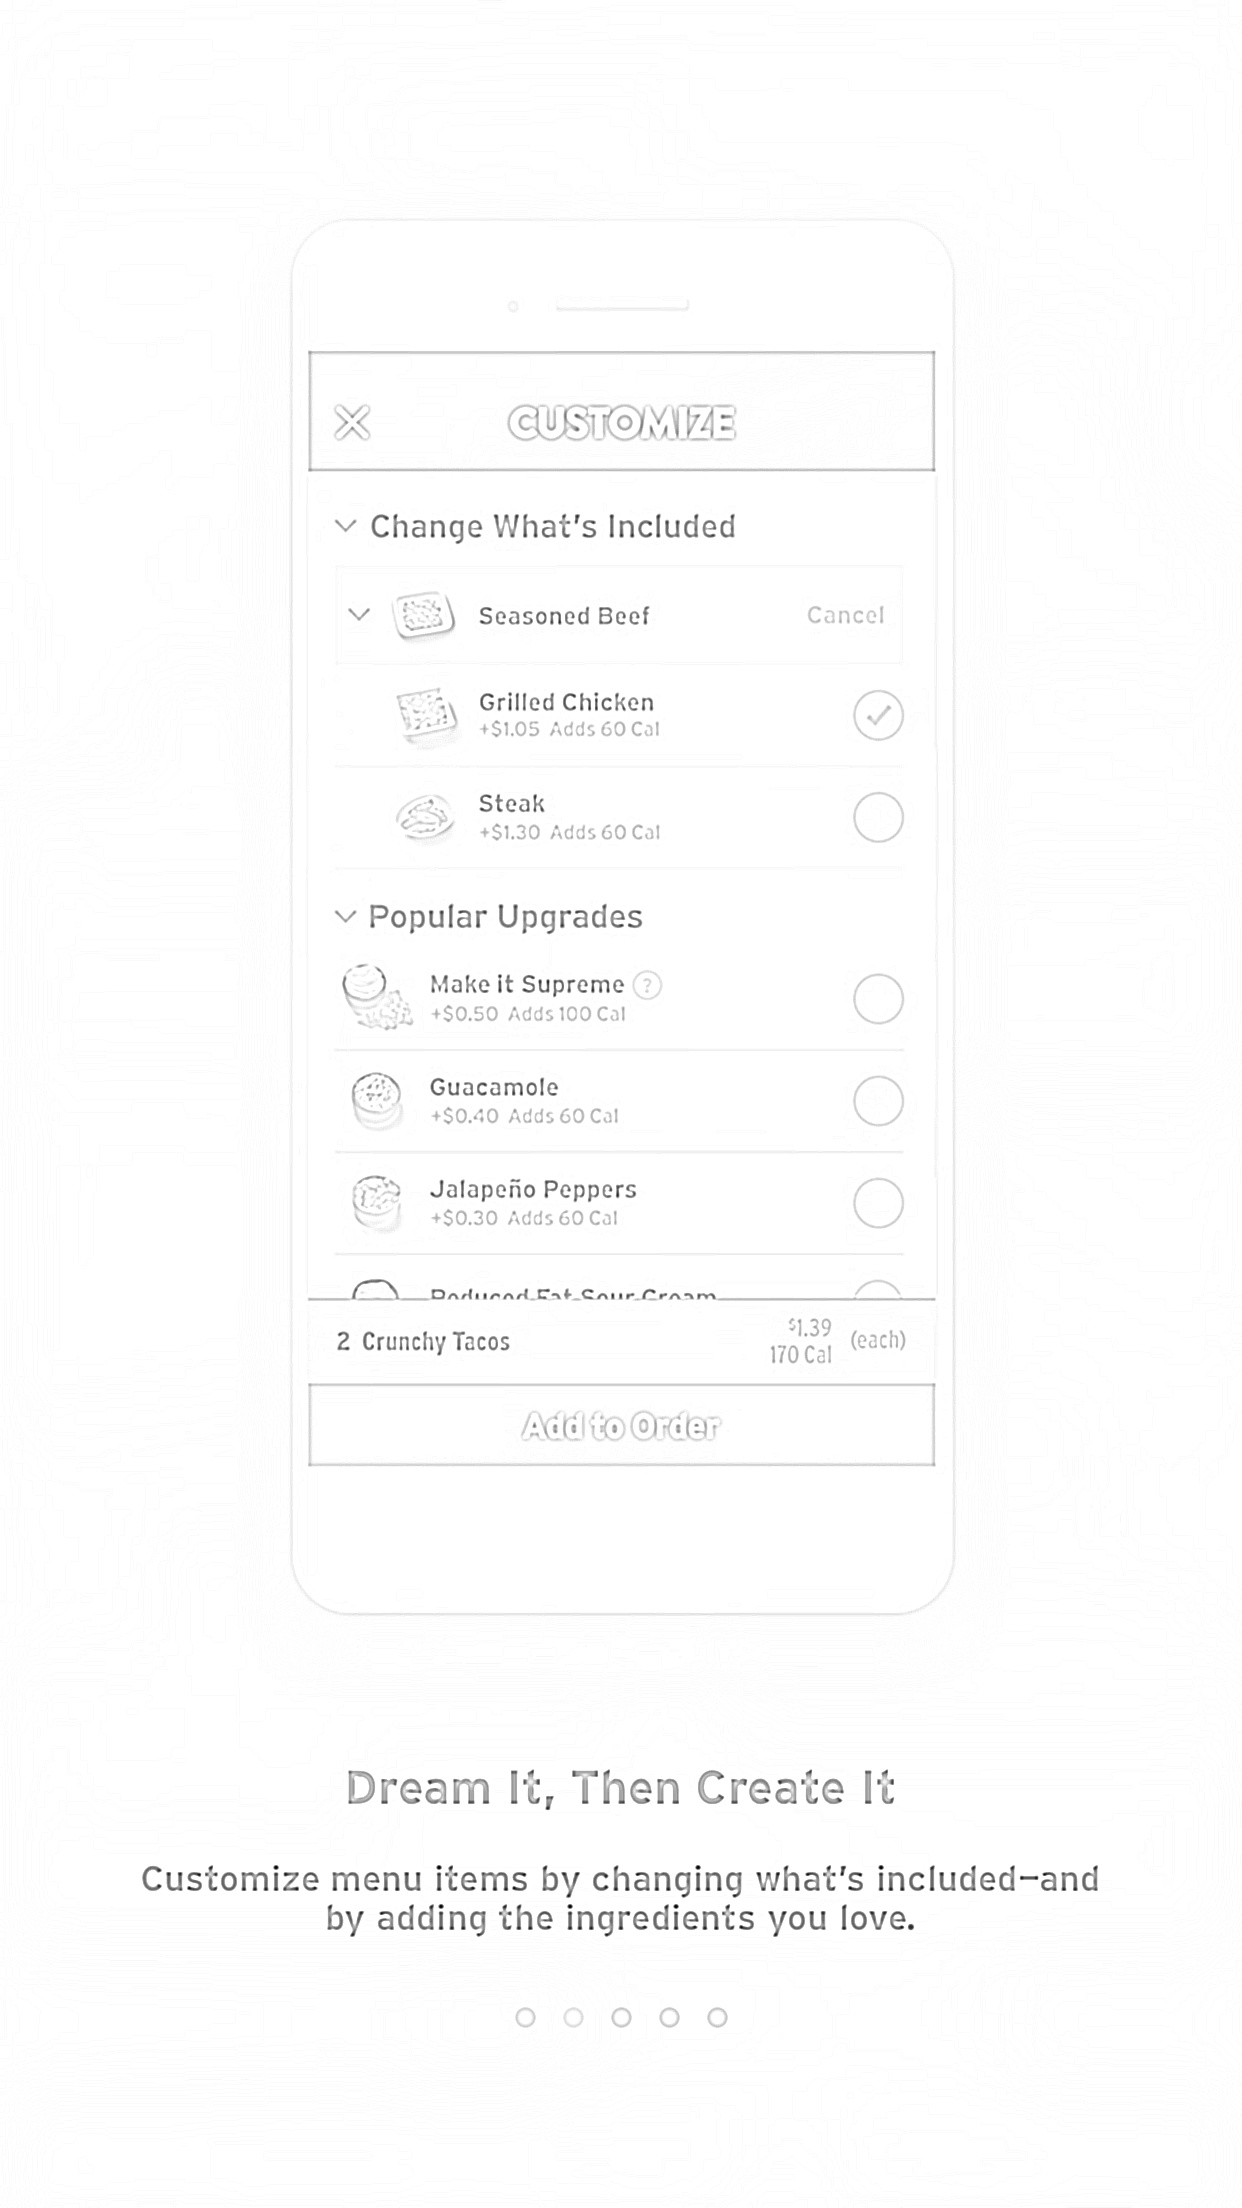 CUSTOMIZE
Change What's Included
Seasoned Beef Cancel
Grilled Chicken
+$1.05 Adds 60 Cal
Steak
+$1.30 Adds 60 Cal
Popular Upgrades
Make it Supreme ?
+$0.50 Adds 100 Cal
Guacamole
+$0.40 Adds 60 Cal
Jalapeño Peppers
+$0.30 Adds 60 Cal
Reduced Fat Sour Cream
2 Crunchy Tacos
$1.39
170 Cal
(each)
Add to Order
Dream It, Then Create It
Customize menu items by changing what's included—and
by adding the ingredients you love.